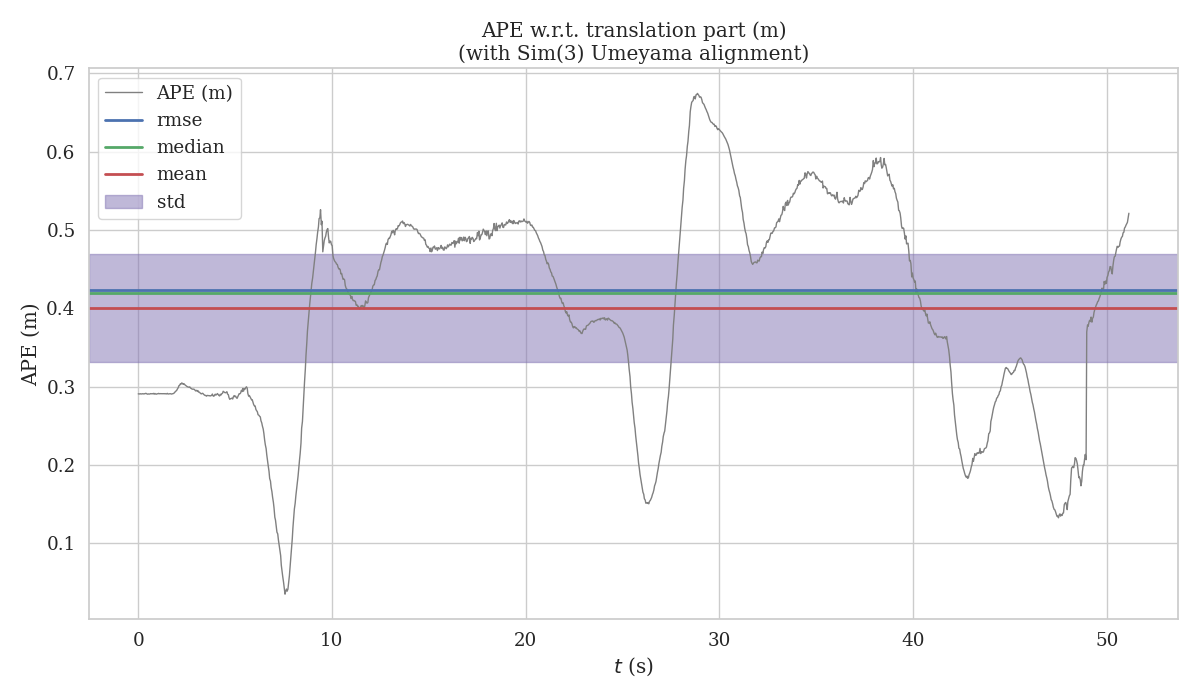 APE w.r.t. translation part (m)
(with Sim(3) Umeyama alignment)
APE (m)
rmse
median
mean
std
0.7
0.6
0.5
0.4
0.3
0.2
0.1
APE (m)
0
10
20
30
40
50
t (s)